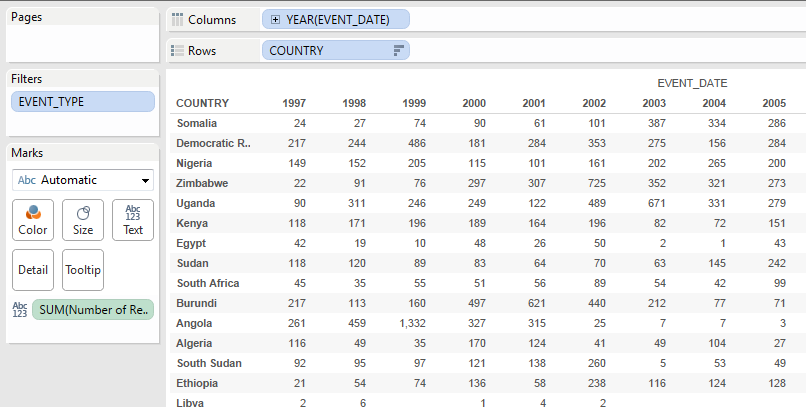 Pages
Columns
YEAR(EVENT_DATE)
Rows
COUNTRY
Filters
EVENT_TYPE
Marks
Abc Automatic
Color
Size
Abc 123 Text
Detail
Tooltip
Abc 123 SUM(Number of Re..
EVENT_DATE
COUNTRY 1997 1998 1999 2000 2001 2002 2003 2004 2005
Somalia 24 27 74 90 61 101 387 334 286
Democratic R.. 217 244 486 181 284 353 275 156 284
Nigeria 149 152 205 115 101 161 202 265 200
Zimbabwe 22 91 76 297 307 725 352 321 273
Uganda 90 311 246 249 122 489 671 331 279
Kenya 118 171 196 189 164 196 82 72 151
Egypt 42 19 10 48 26 50 2 1 43
Sudan 118 120 89 83 64 70 63 145 242
South Africa 45 35 55 51 56 89 54 42 99
Burundi 217 113 160 497 621 440 212 77 71
Angola 261 459 1,332 327 315 25 7 7 3
Algeria 116 49 35 170 124 41 49 104 27
South Sudan 92 95 97 121 138 260 5 53 49
Ethiopia 21 54 74 136 58 238 116 124 128
Libya 2 6 1 4 2